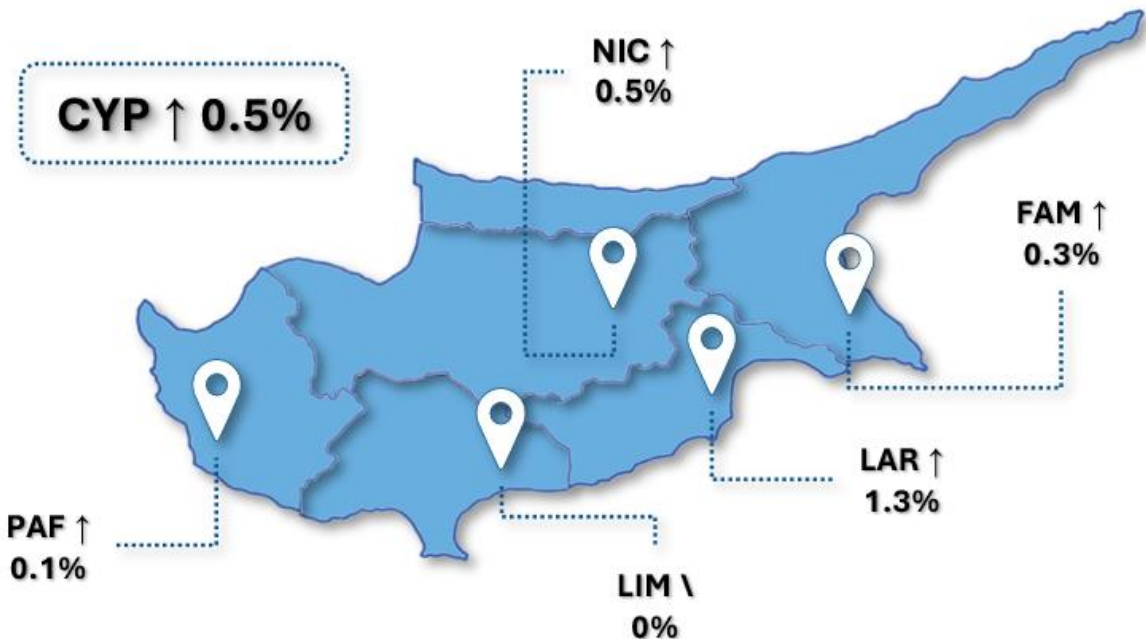 CYP ↑ 0.5%
NIC ↑
0.5%
FAM ↑
0.3%
LAR ↑
1.3%
PAF ↑
0.1%
LIM \
0%